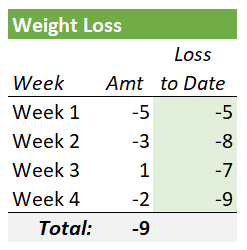 Weight Loss
Loss
Week Amt to Date
Week 1 -5 -5
Week 2 -3 -8
Week 3 1 -7
Week 4 -2 -9
Total: -9